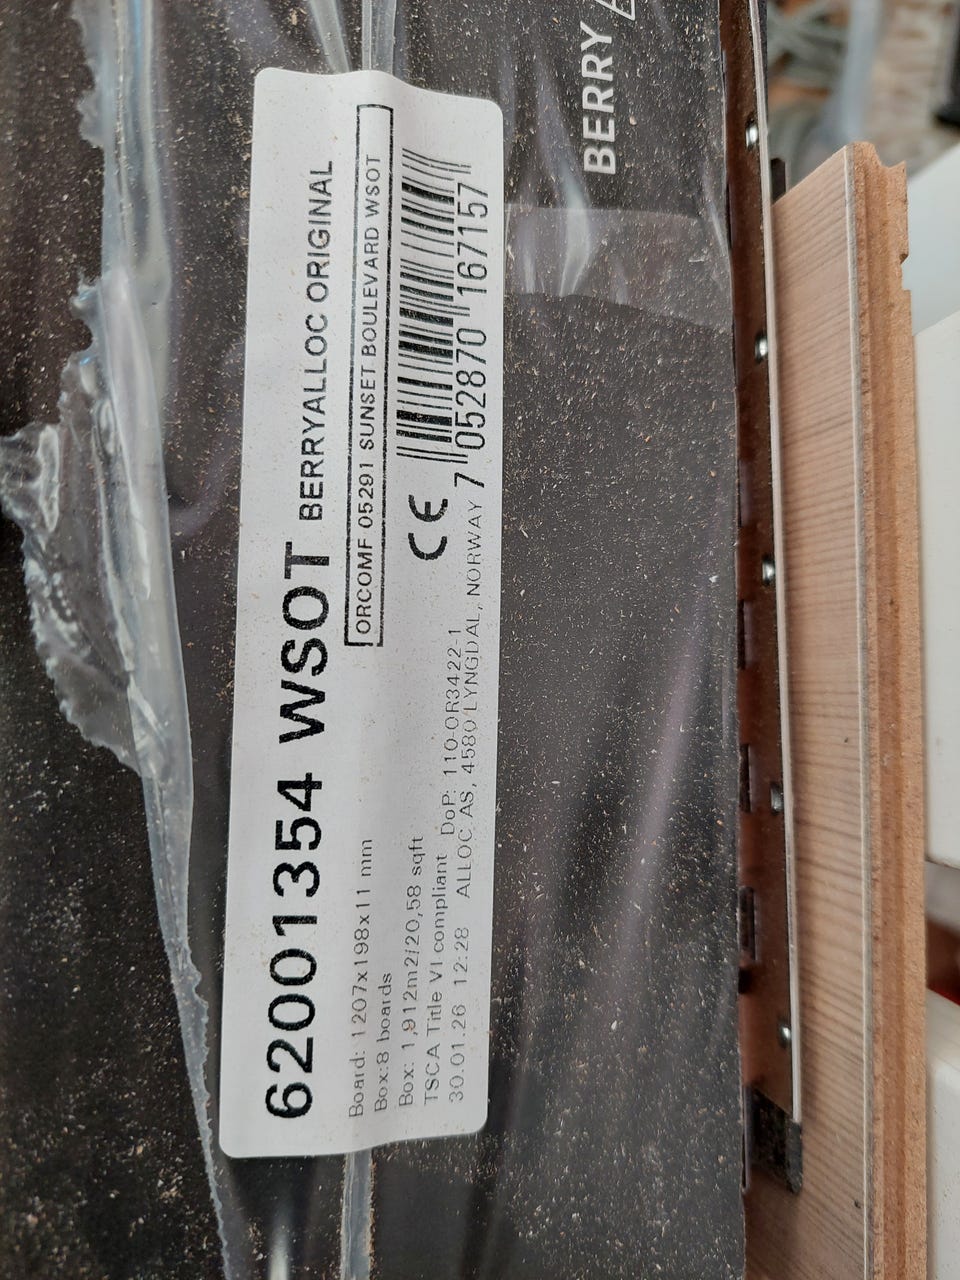 62001354 WSOT BERRYALLOC ORIGINAL
ORCOMF 05291 SUNSET BOULEVARD WSOT
Board: 1207x198x11 mm
Box:8 boards
Box: 1,912m2/20,58 sqft
TSCA Title VI compliant DoP: 110-OR3422-1
30.01.26 12:28 ALLOC AS, 4580 LYNGDAL, NORWAY
CE
7 052870 167157
BERRY